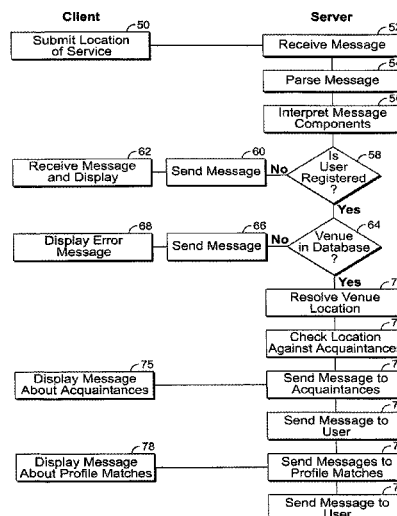 Client Server
50
Submit Location
of Service
Receive Message
Parse Message
Interpret Message
Components
58
Is
User
Registered
?
No
60
Send Message
62
Receive Message
and Display
Yes
64
Venue
in Database
?
No
66
Send Message
68
Display Error
Message
Yes
Resolve Venue
Location
Check Location
Against Acquaintances
75
Display Message
About Acquaintances
Send Message to
Acquaintances
Send Message to
User
78
Display Message
About Profile Matches
Send Messages to
Profile Matches
Send Message to
User